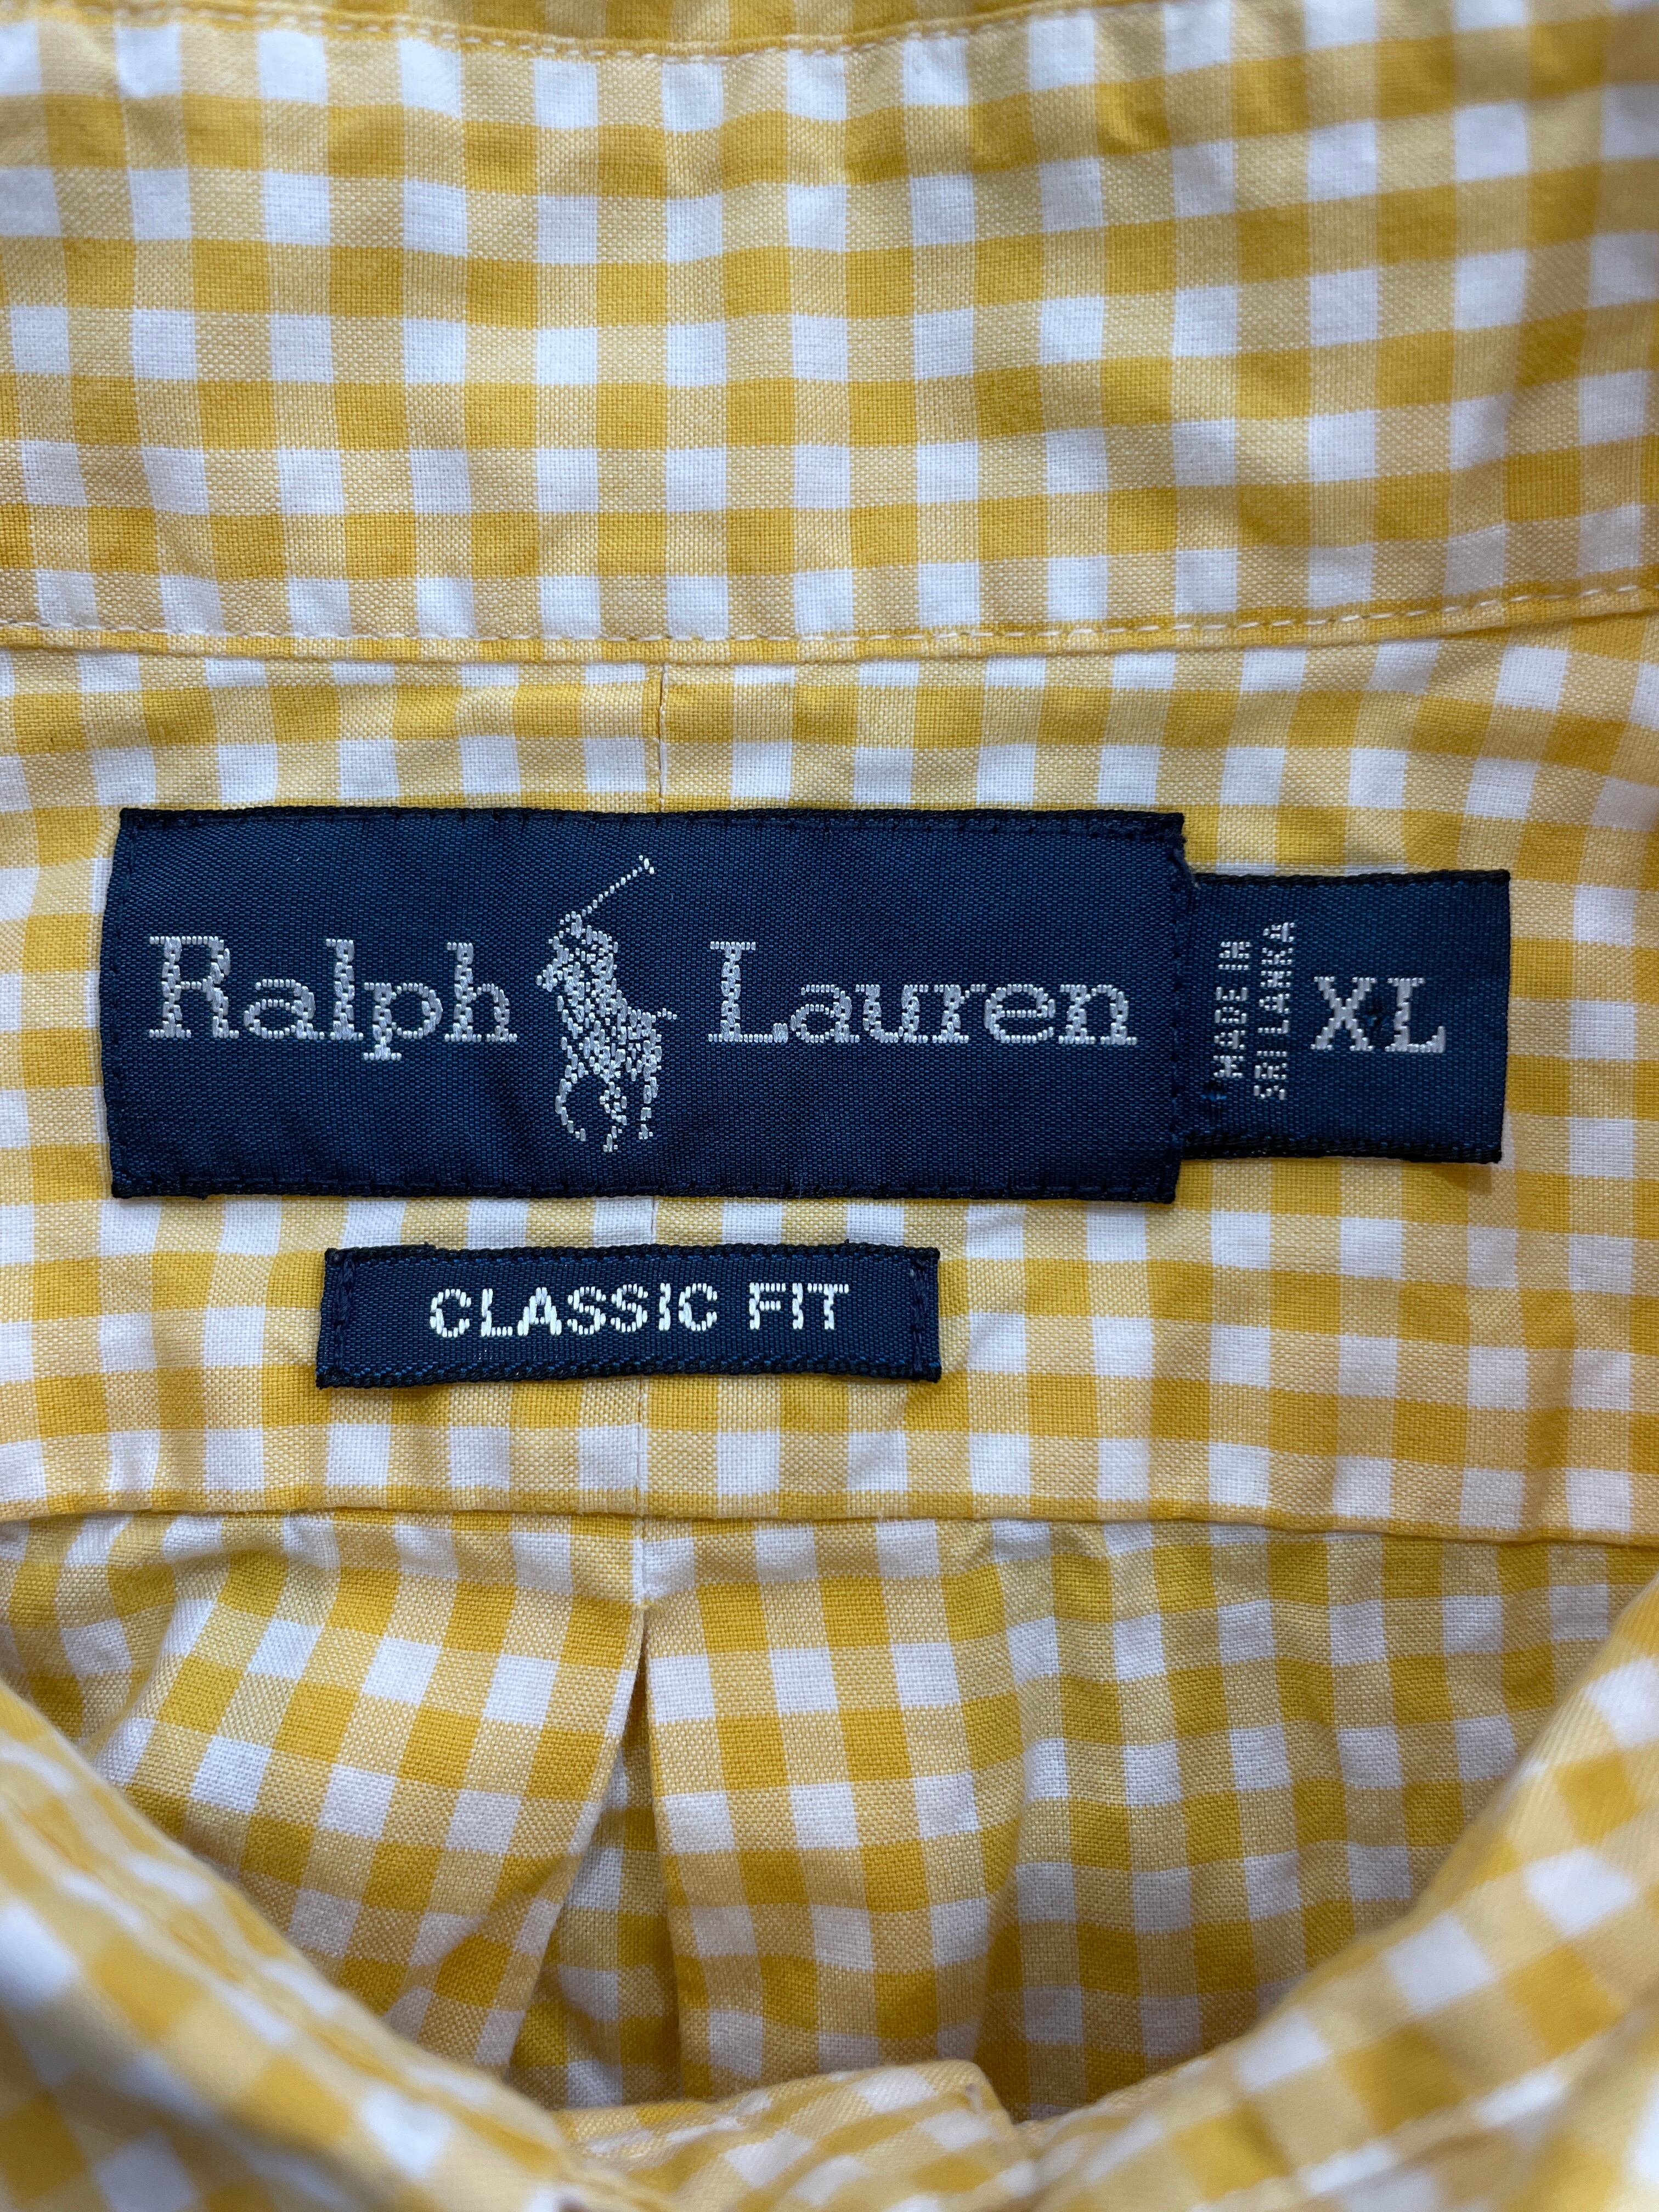 Ralph Lauren
MADE IN
SRI LANKA
XL
CLASSIC FIT